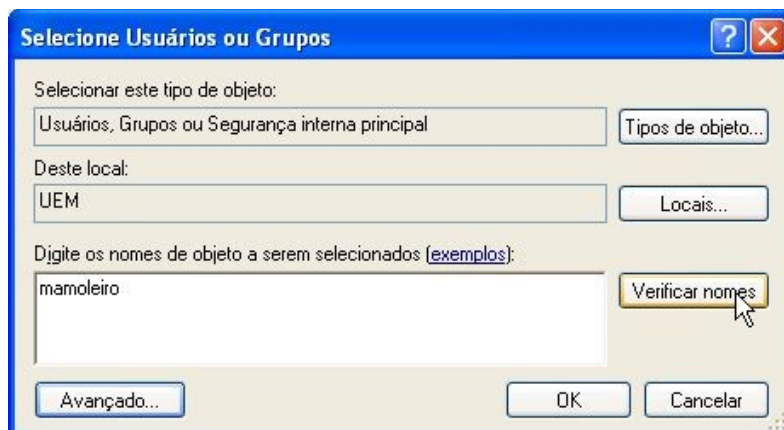 Selecione Usuários ou Grupos
Selecionar este tipo de objeto:
Usuários, Grupos ou Segurança interna principal
Tipos de objeto...
Deste local:
UEM
Locais...
Digite os nomes de objeto a serem selecionados (exemplos):
mamoleiro
Verificar nomes
Avançado...
OK
Cancelar